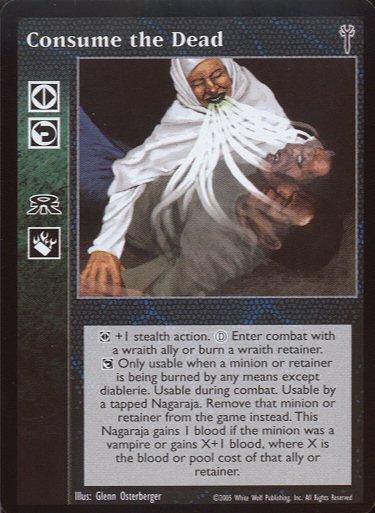 Consume the Dead
+1 stealth action. Ⓓ Enter combat
with a wraith ally or burn a wraith retainer.
Only usable when a minion or retainer
is being burned by any means except
diablerie. Usable during combat. Usable by
a tapped Nagaraja. Remove that minion or
retainer from the game instead. This
Nagaraja gains 1 blood if the minion was a
vampire or gains X+1 blood, where X is
the blood or pool cost of that ally or
retainer.
Illus: Glenn Osterberger ©2005 White Wolf Publishing, Inc. All Rights Reserved